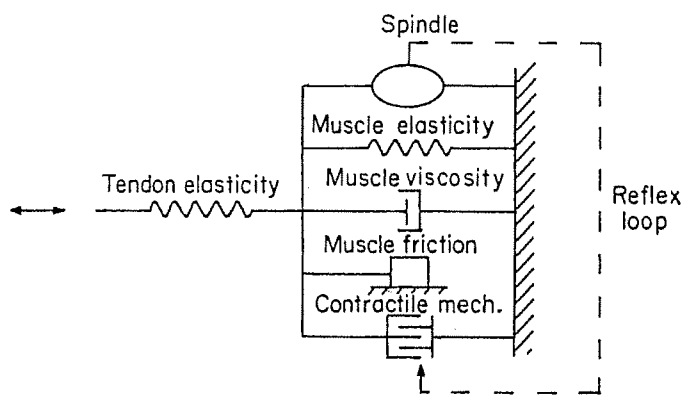 Spindle
Muscle elasticity
Tendon elasticity
Muscle viscosity
Reflex
loop
Muscle friction
Contractile mech.